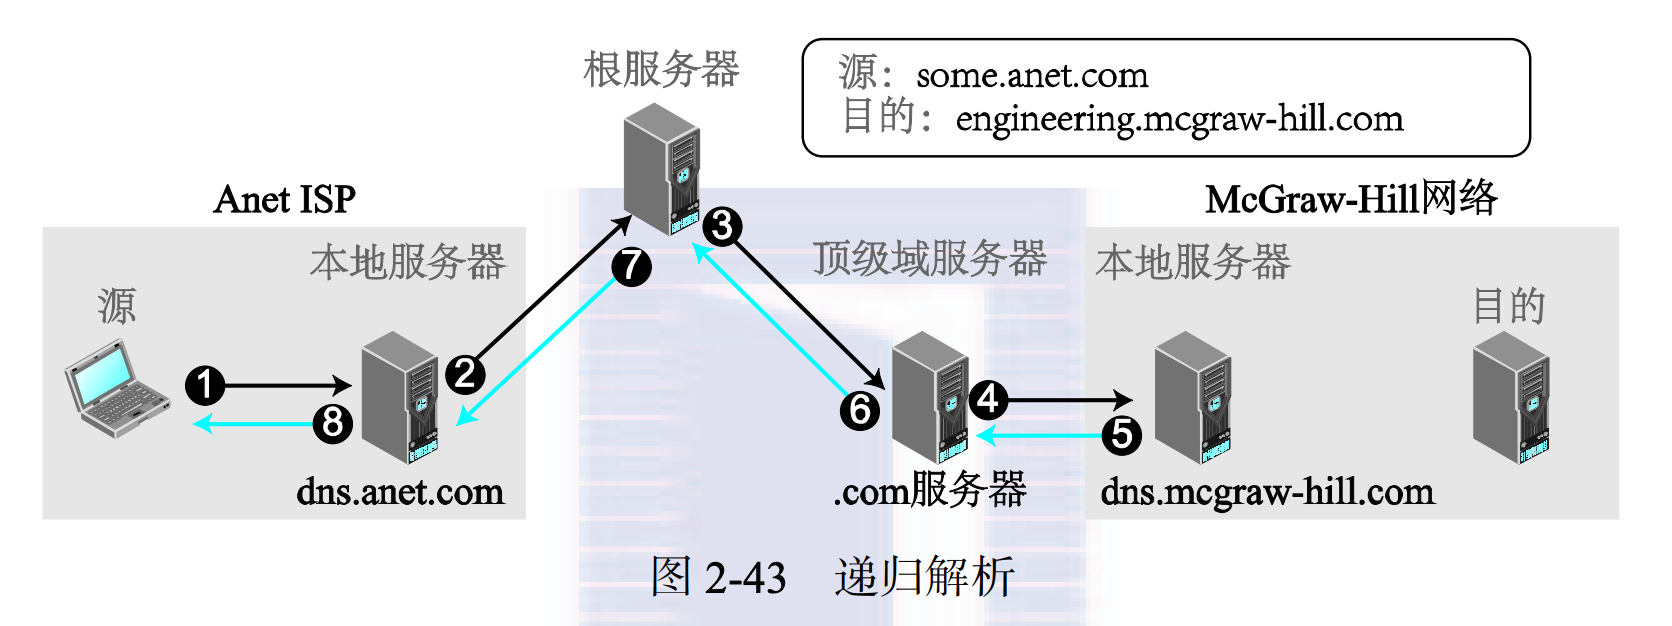 根服务器
源：some.anet.com
目的：engineering.mcgraw-hill.com
Anet ISP
McGraw-Hill网络
本地服务器
顶级域服务器
本地服务器
源
目的
1
2
3
4
5
6
7
8
dns.anet.com
.com服务器
dns.mcgraw-hill.com
图 2-43 递归解析